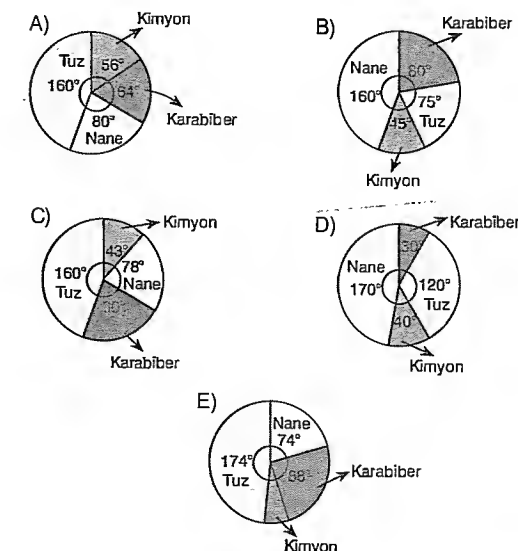 A)
Kimyon
Tuz
56°
160°
64°
Karabiber
80°
Nane
B)
Karabiber
Nane
80°
160°
75°
45°
Tuz
Kimyon
C)
Kimyon
43°
160°
78°
Tuz
Nane
Karabiber
D)
Karabiber
30°
Nane
170°
120°
Tuz
40°
Kimyon
E)
Nane
74°
174°
Karabiber
Tuz
Kimyon